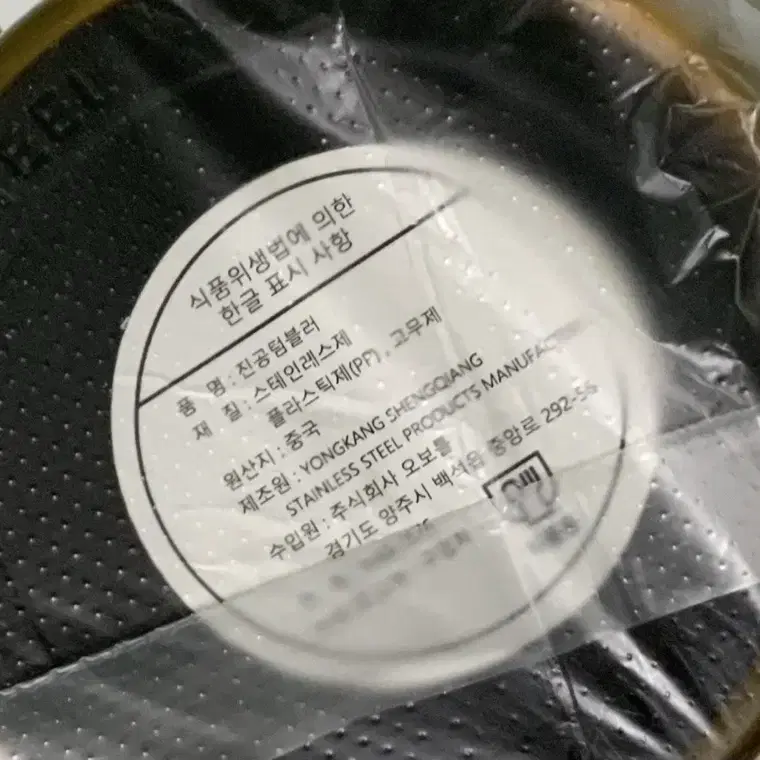 식품위생법에 의한
한글 표시 사항
품 명 : 진공텀블러
재 질 : 스테인레스제
플라스틱제(PP), 고무제
원산지 : 중국
제조원 : YONGKANG SHENGQIANG
STAINLESS STEEL PRODUCTS
수입원 : 주식회사 오보틀
경기도 양주시 백석읍 중앙로 292-56